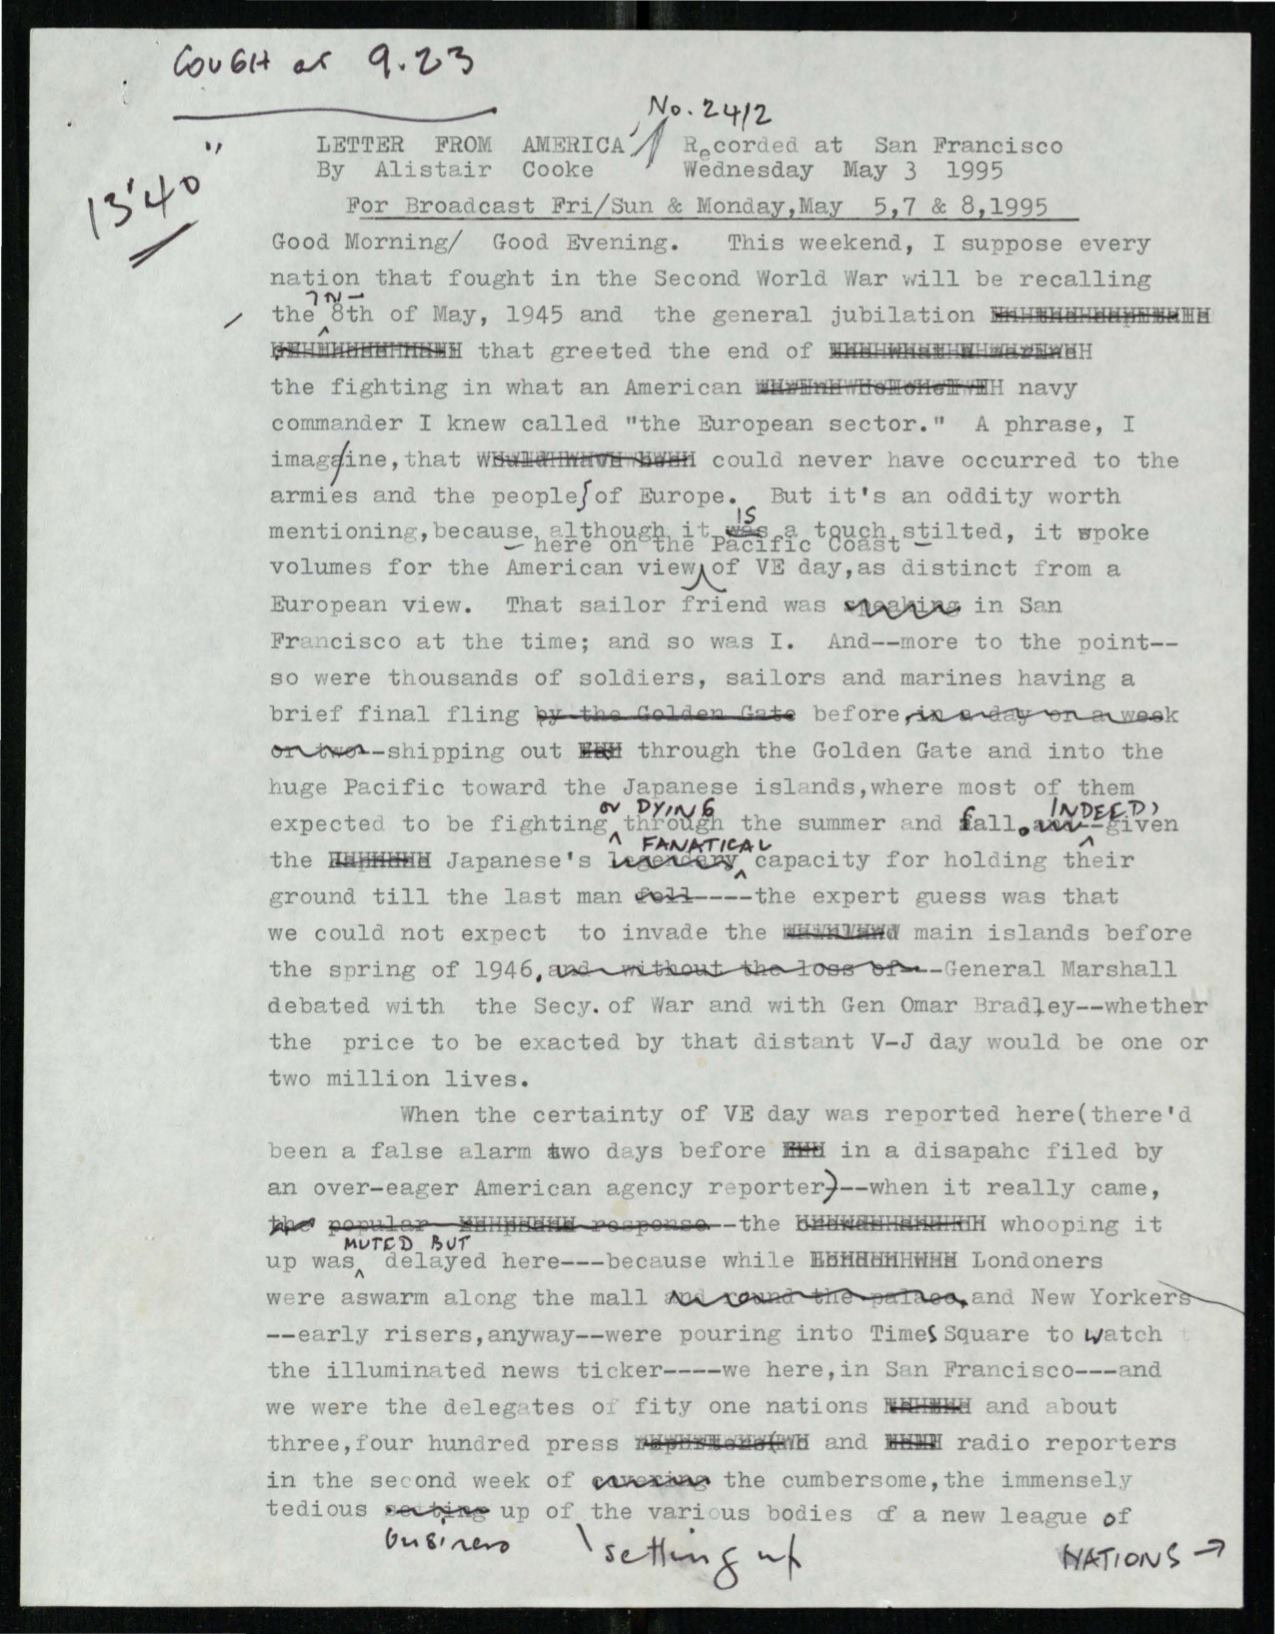 COUGH at 9.23
No. 2412
13'40"
LETTER FROM AMERICA Recorded at San Francisco
By Alistair Cooke Wednesday May 3 1995
For Broadcast Fri/Sun & Monday,May 5,7 & 8,1995
Good Morning/ Good Evening. This weekend, I suppose every
nation that fought in the Second World War will be recalling
the 8th of May, 1945 and the general jubilation
that greeted the end of
the fighting in what an American navy
commander I knew called "the European sector." A phrase, I
imagine,that could never have occurred to the
armies and the people of Europe. But it's an oddity worth
IS
mentioning,because although it was a touch stilted, it spoke
— here on the Pacific Coast —
volumes for the American view of VE day,as distinct from a
European view. That sailor friend was speaking in San
Francisco at the time; and so was I. And--more to the point--
so were thousands of soldiers, sailors and marines having a
brief final fling by the Golden Gate before,in a day or a week
or two--shipping out through the Golden Gate and into the
huge Pacific toward the Japanese islands,where most of them
or DYING INDEED,
expected to be fighting through the summer and fall.--given
FANATICAL
the Japanese's legendary capacity for holding their
ground till the last man fell----the expert guess was that
we could not expect to invade the main islands before
the spring of 1946,and without the loss of--General Marshall
debated with the Secy. of War and with Gen Omar Bradley--whether
the price to be exacted by that distant V-J day would be one or
two million lives.
When the certainty of VE day was reported here(there'd
been a false alarm two days before in a disapahc filed by
an over-eager American agency reporter)--when it really came,
the popular response--the whooping it
MUTED BUT
up was delayed here---because while Londoners
were aswarm along the mall and round the palace,and New Yorkers
--early risers,anyway--were pouring into Times Square to watch
the illuminated news ticker----we here,in San Francisco---and
we were the delegates of fity one nations and about
three,four hundred press and radio reporters
in the second week of covering the cumbersome,the immensely
tedious setting up of the various bodies of a new league of
business setting up NATIONS →